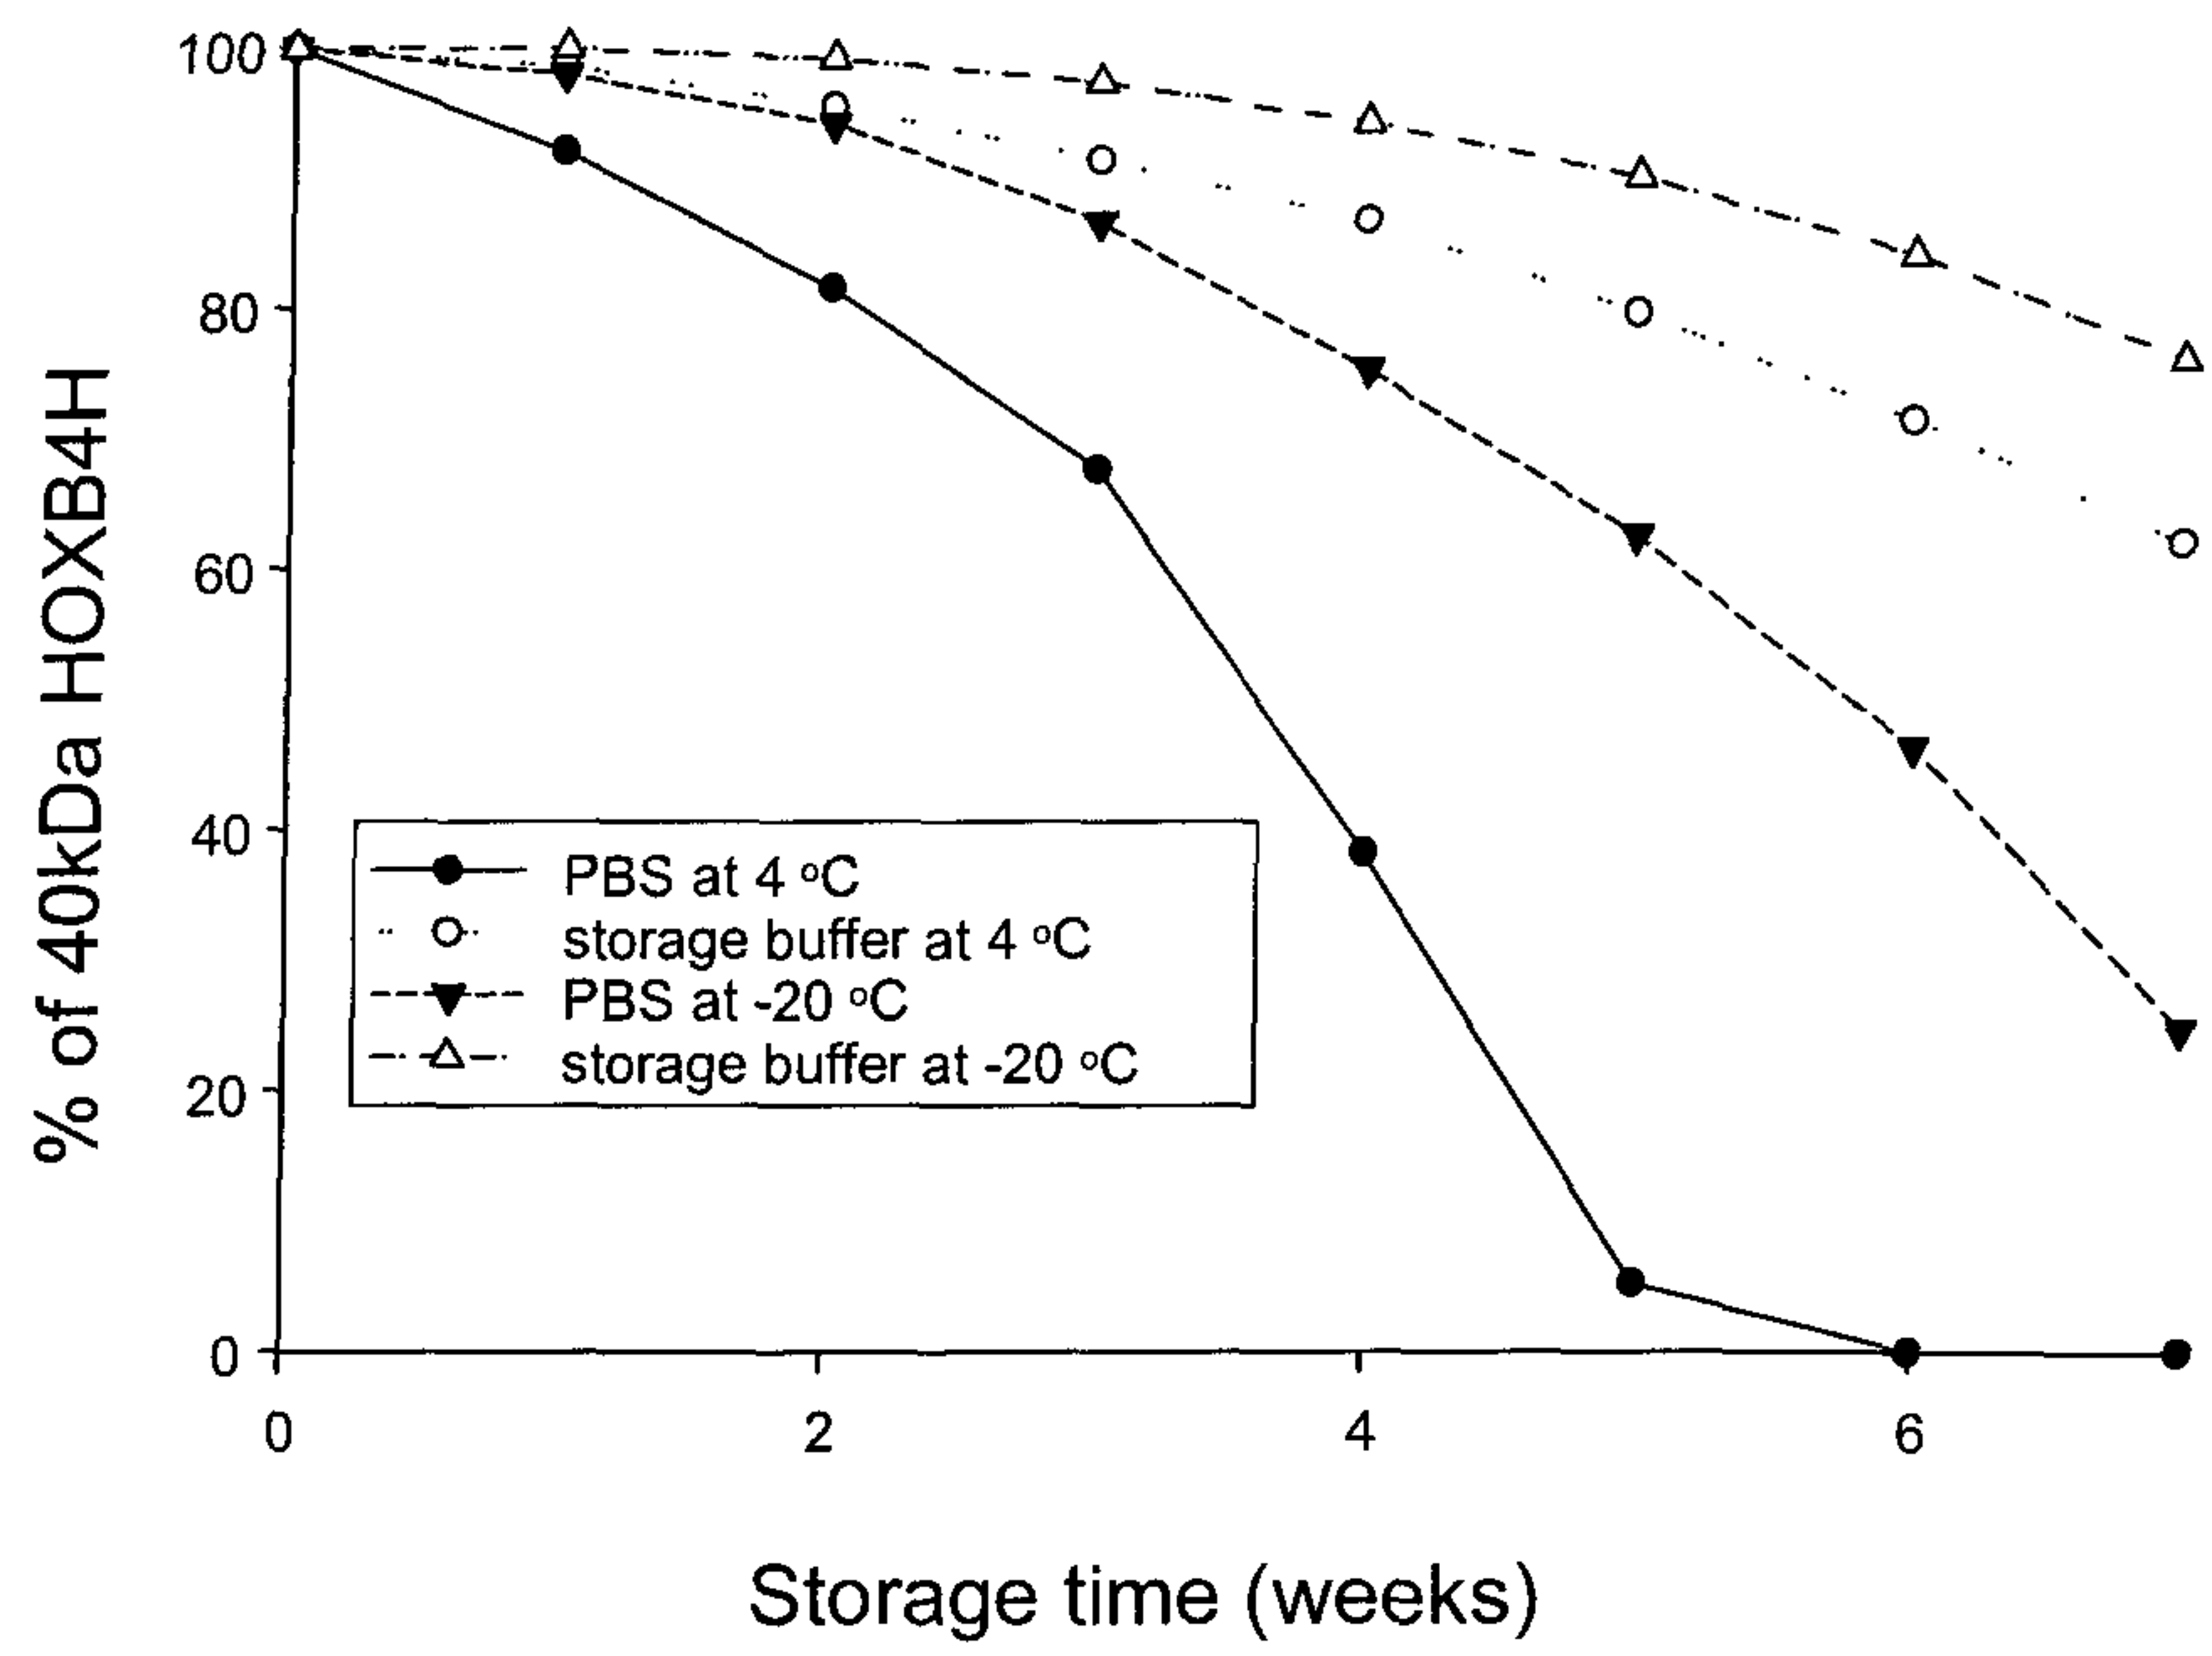 % of 40kDa HOXB4H
100
80
60
40
20
0
PBS at 4 °C
storage buffer at 4 °C
PBS at -20 °C
storage buffer at -20 °C
0 2 4 6
Storage time (weeks)